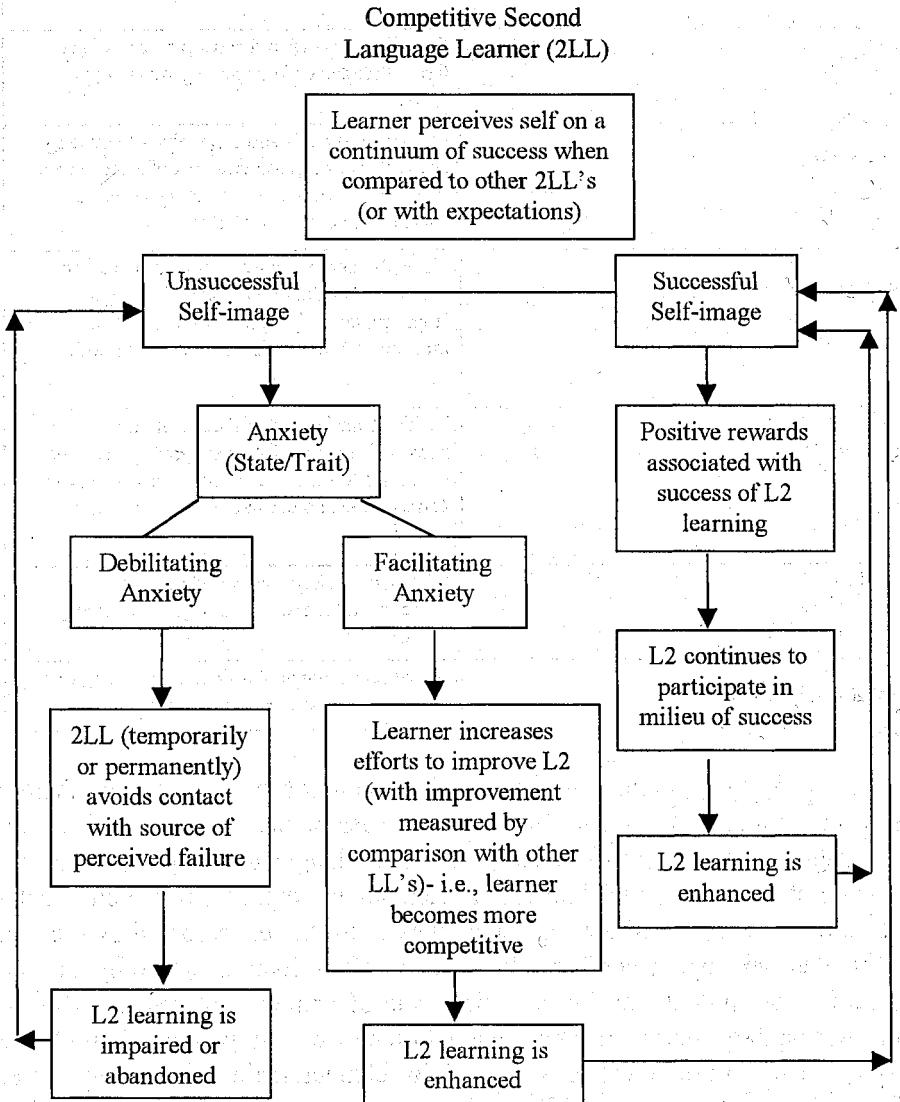 Competitive Second
Language Learner (2LL)
Learner perceives self on a
continuum of success when
compared to other 2LL's
(or with expectations)
Unsuccessful
Self-image
Successful
Self-image
Anxiety
(State/Trait)
Positive rewards
associated with
success of L2
learning
Debilitating
Anxiety
Facilitating
Anxiety
L2 continues to
participate in
milieu of success
2LL (temporarily
or permanently)
avoids contact
with source of
perceived failure
Learner increases
efforts to improve L2
(with improvement
measured by
comparison with other
LL's)- i.e., learner
becomes more
competitive
L2 learning is
enhanced
L2 learning is
impaired or
abandoned
L2 learning is
enhanced